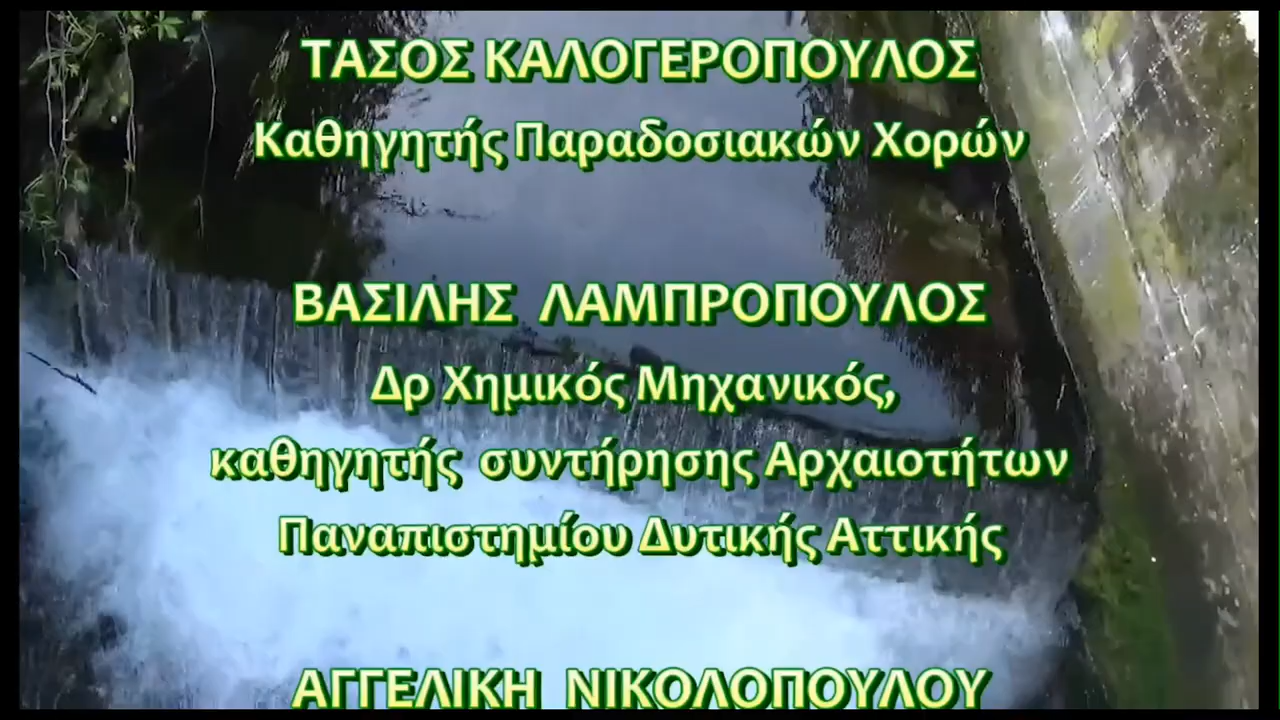 ΤΑΣΟΣ ΚΑΛΟΓΕΡΟΠΟΥΛΟΣ
Καθηγητής Παραδοσιακών Χορών
ΒΑΣΙΛΗΣ ΛΑΜΠΡΟΠΟΥΛΟΣ
Δρ Χημικός Μηχανικός,
καθηγητής συντήρησης Αρχαιοτήτων
Παναπιστημίου Δυτικής Αττικής
ΑΓΓΕΛΙΚΗ ΝΙΚΟΛΟΠΟΥΛΟΥ